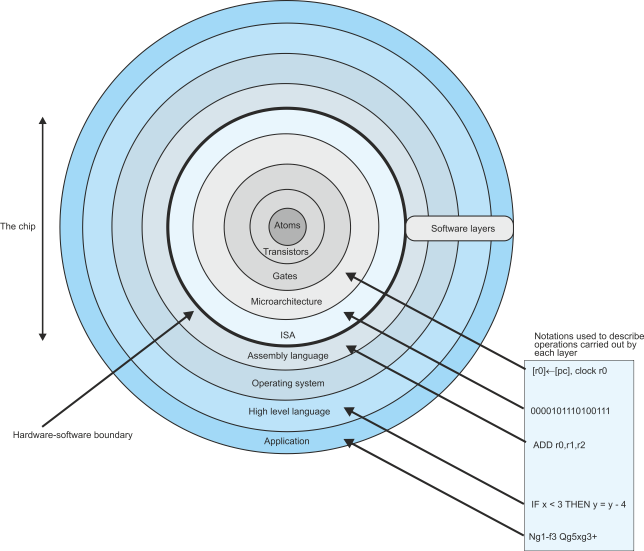 Atoms
Transistors
Gates
Microarchitecture
ISA
Assembly language
Operating system
High level language
Application
The chip
Software layers
Hardware-software boundary
Notations used to describe
operations carried out by
each layer
[r0]←[pc], clock r0
0000101110100111
ADD r0,r1,r2
IF x < 3 THEN y = y - 4
Ng1-f3 Qg5xg3+